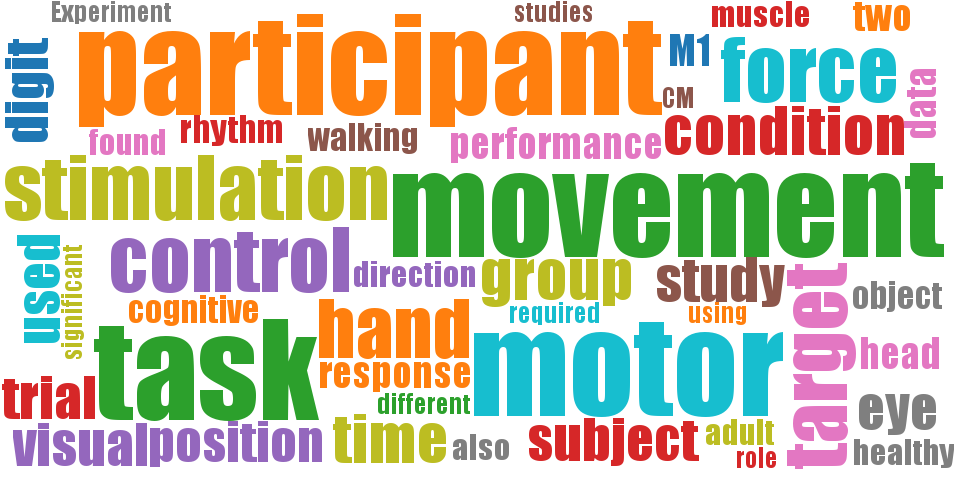 Experiment
studies
muscle
two
digit
participant
M1
force
data
CM
found
rhythm
walking
performance
condition
stimulation
movement
used
significant
control
direction
group
study
target
object
cognitive
hand
required
using
task
response
motor
head
trial
different
eye
visual
position
time
also
subject
adult
role
healthy